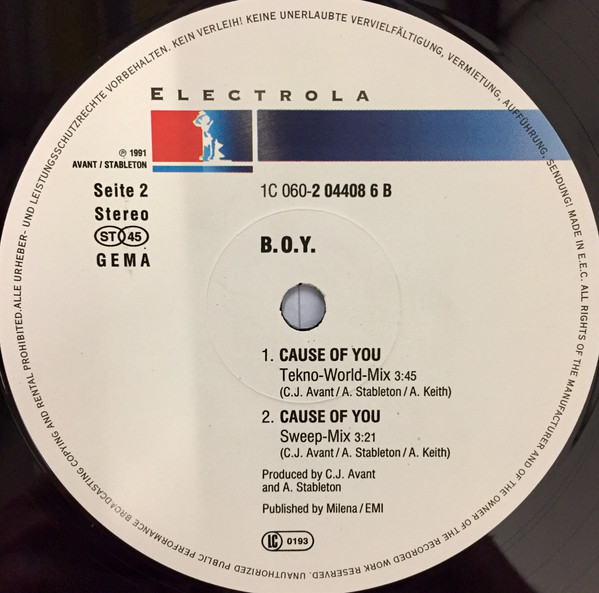 KEIN VERLEIH! KEINE UNERLAUBTE VERVIELFÄLTIGUNG, VERMIETUNG, AUFFÜHRUNG, SENDUNG! MADE IN E.E.C. ALL RIGHTS OF THE MANUFACTURER AND OF THE OWNER OF THE RECORDED WORK RESERVED. UNAUTHORIZED PUBLIC PERFORMANCE BROADCASTING COPYING AND RENTAL PROHIBITED.ALLE URHEBER- UND LEISTUNGSSCHUTZRECHTE VORBEHALTEN.
ELECTROLA
℗ 1991
AVANT / STABLETON
Seite 2
1C 060-2 04408 6 B
Stereo
ST 45
B.O.Y.
GEMA
1. CAUSE OF YOU
Tekno-World-Mix 3:45
(C.J. Avant / A. Stableton / A. Keith)
2. CAUSE OF YOU
Sweep-Mix 3:21
(C.J. Avant / A. Stableton / A. Keith)
Produced by C.J. Avant
and A. Stableton
Published by Milena / EMI
LC 0193